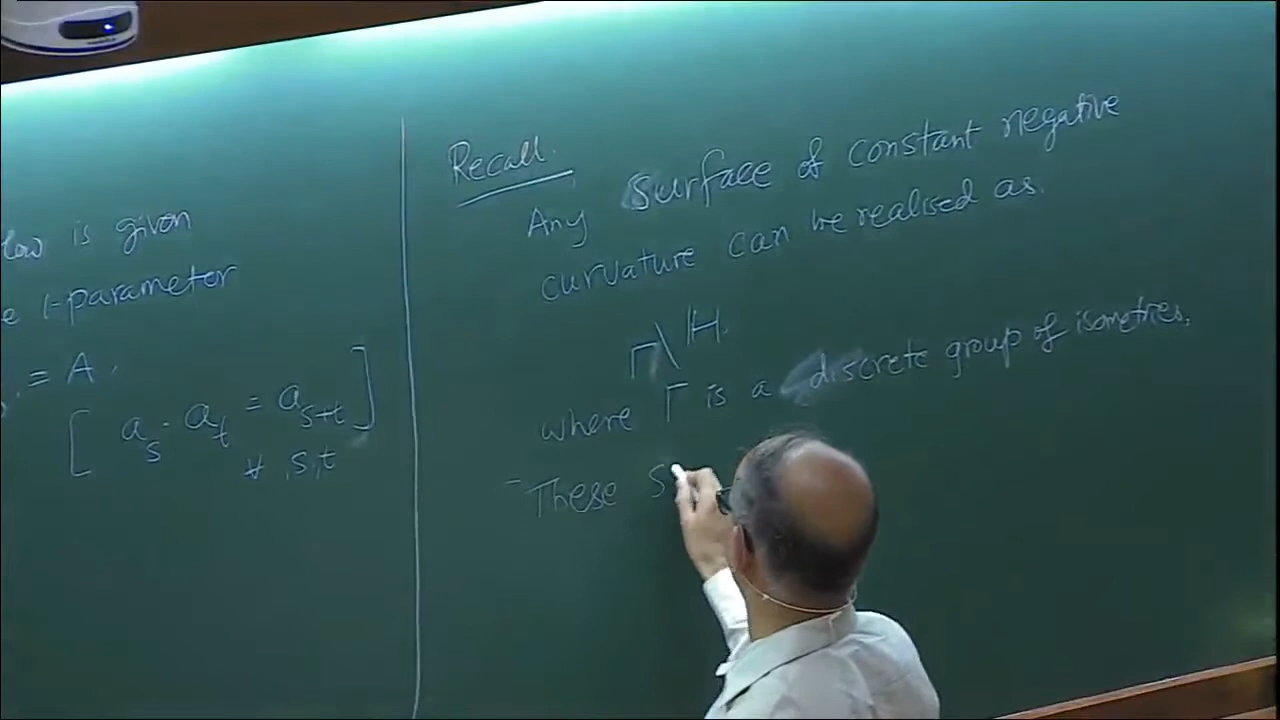 low is given
e 1-parameter
= A.
[ a_s . a_t = a_{s+t} ]
∀ s,t
Recall.
Any surface of constant negative
curvature can be realised as.
Γ\ℍ.
where Γ is a discrete group of isometries.
- These s